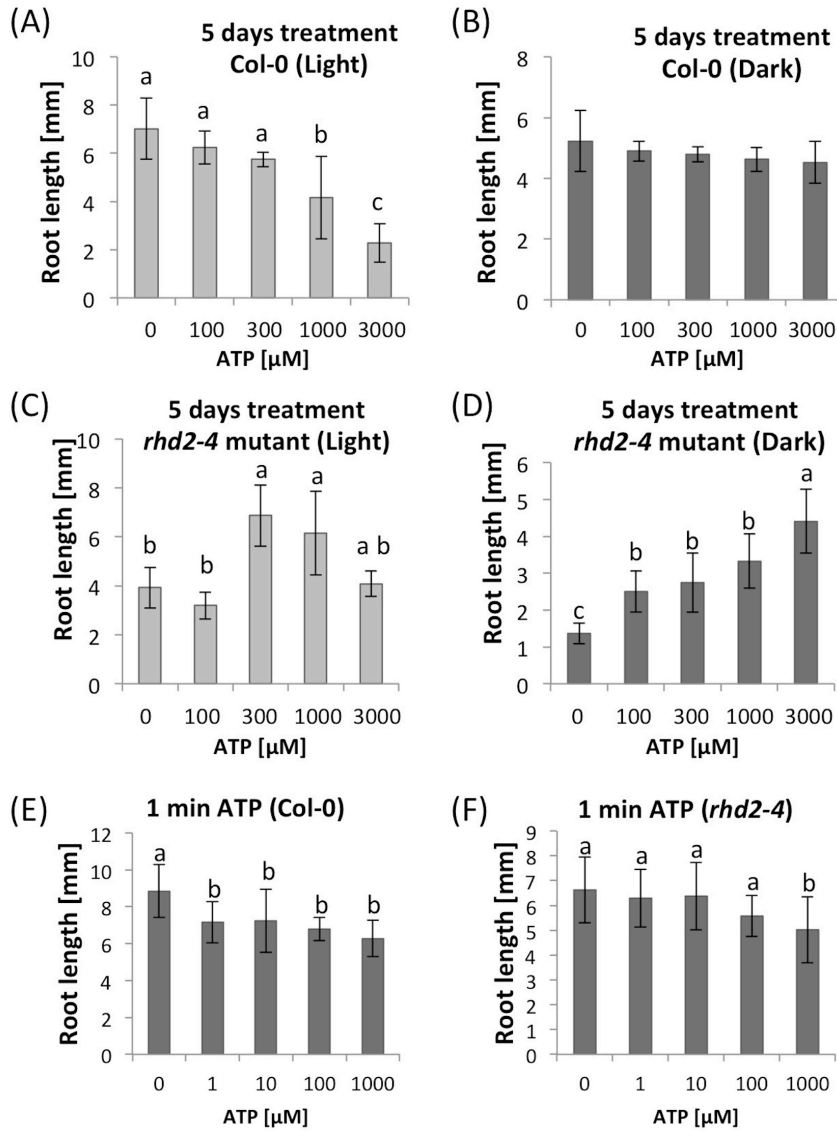 (A)
5 days treatment
Col-0 (Light)
Root length [mm]
10
8
6
4
2
0
a
a
a
b
c
0 100 300 1000 3000
ATP [µM]
(B)
5 days treatment
Col-0 (Dark)
Root length [mm]
8
6
4
2
0
0 100 300 1000 3000
ATP [µM]
(C)
5 days treatment
rhd2-4 mutant (Light)
Root length [mm]
10
8
6
4
2
0
b
b
a
a
a b
0 100 300 1000 3000
ATP [µM]
(D)
5 days treatment
rhd2-4 mutant (Dark)
Root length [mm]
6
5
4
3
2
1
0
c
b
b
b
a
0 100 300 1000 3000
ATP [µM]
(E)
1 min ATP (Col-0)
Root length [mm]
12
10
8
6
4
2
0
a
b
b
b
b
0 1 10 100 1000
ATP [µM]
(F)
1 min ATP (rhd2-4)
Root length [mm]
9
8
7
6
5
4
3
2
1
0
a
a
a
a
b
0 1 10 100 1000
ATP [µM]